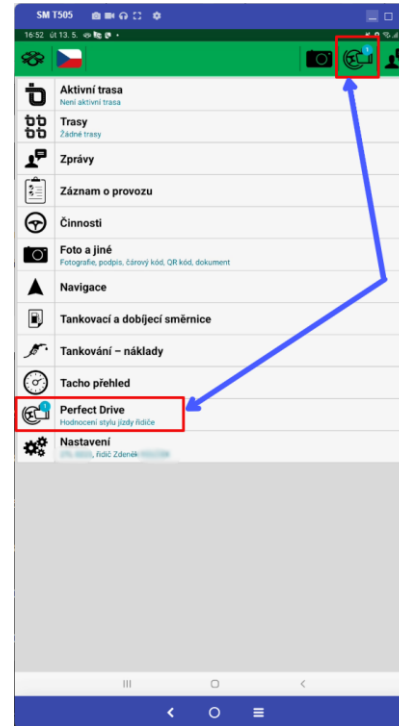 SM T505
16:52 út 13. 5.
1
Aktivní trasa
Není aktivní trasa
Trasy
Žádné trasy
Zprávy
Záznam o provozu
Činnosti
Foto a jiné
Fotografie, podpis, čárový kód, QR kód, dokument
Navigace
Tankovací a dobíjecí směrnice
Tankování – náklady
Tacho přehled
1
Perfect Drive
Hodnocení stylu jízdy řidiče
Nastavení
, řidič Zdeněk